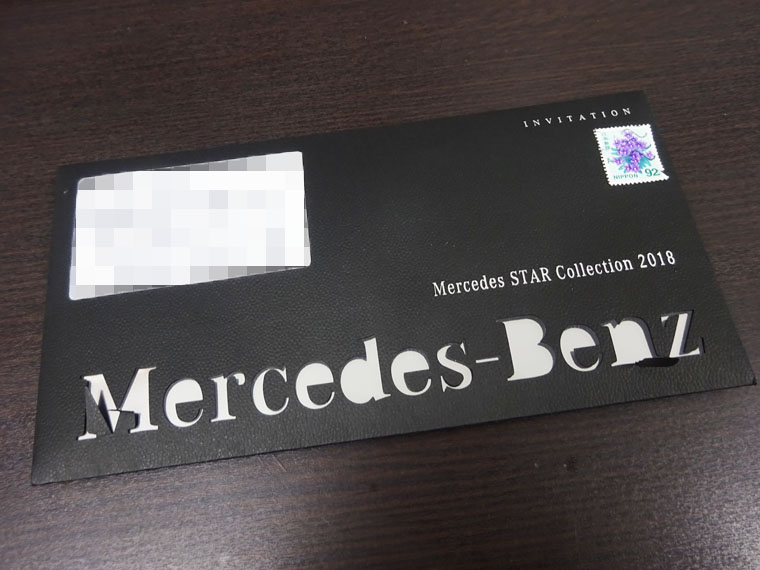 INVITATION
NIPPON 92
Mercedes STAR Collection 2018
Mercedes-Benz